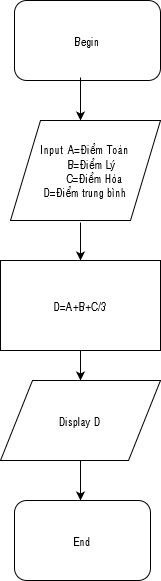 Begin
Input A=Điểm Toán
B=Điểm Lý
C=Điểm Hóa
D=Điểm trung bình
D=A+B+C/3
Display D
End